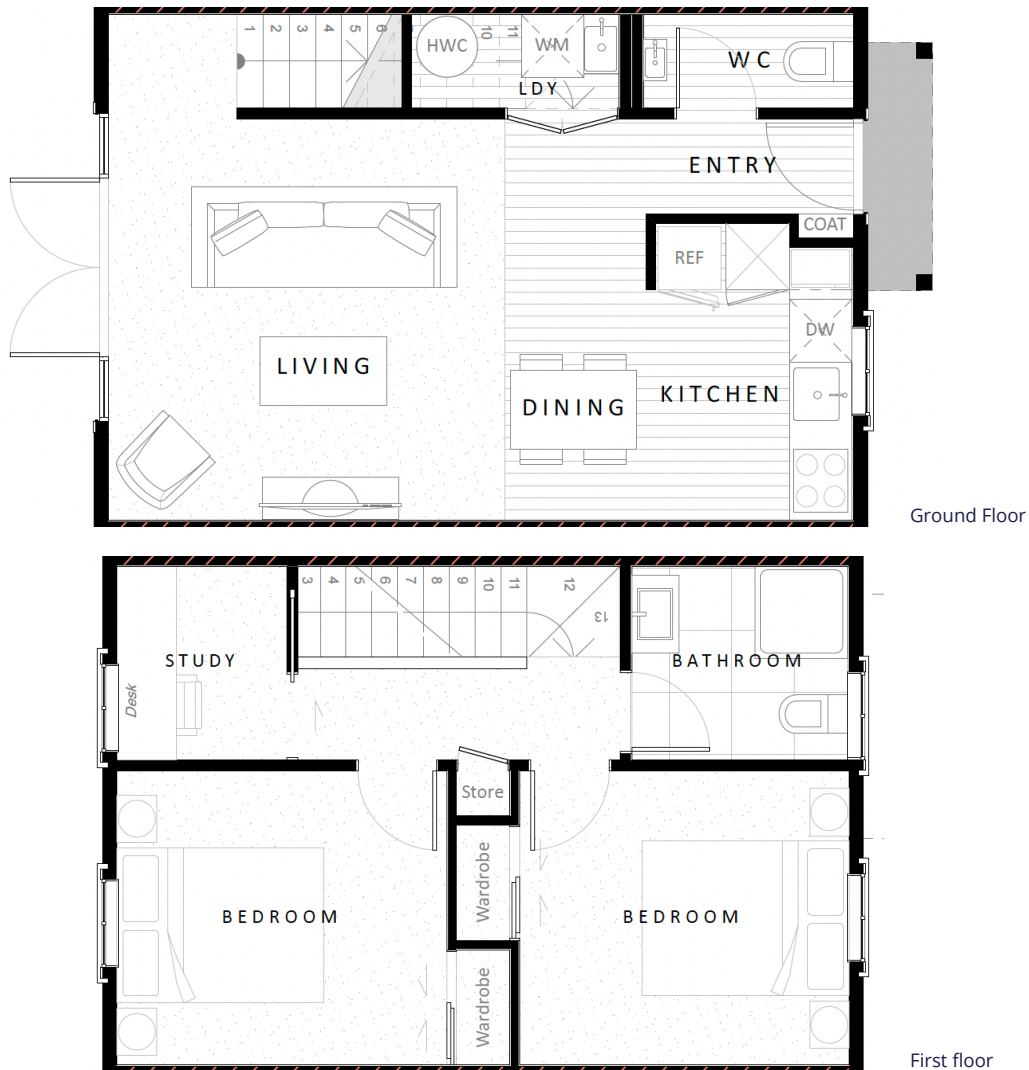 1 2 3 4 5 6
HWC
10 11
WM
LDY
WC
ENTRY
COAT
REF
DW
LIVING
DINING
KITCHEN
Ground Floor
3 4 5 6 7 8 9 10 11
12
13
STUDY
BATHROOM
Desk
Store
Wardrobe
BEDROOM
BEDROOM
Wardrobe
First floor